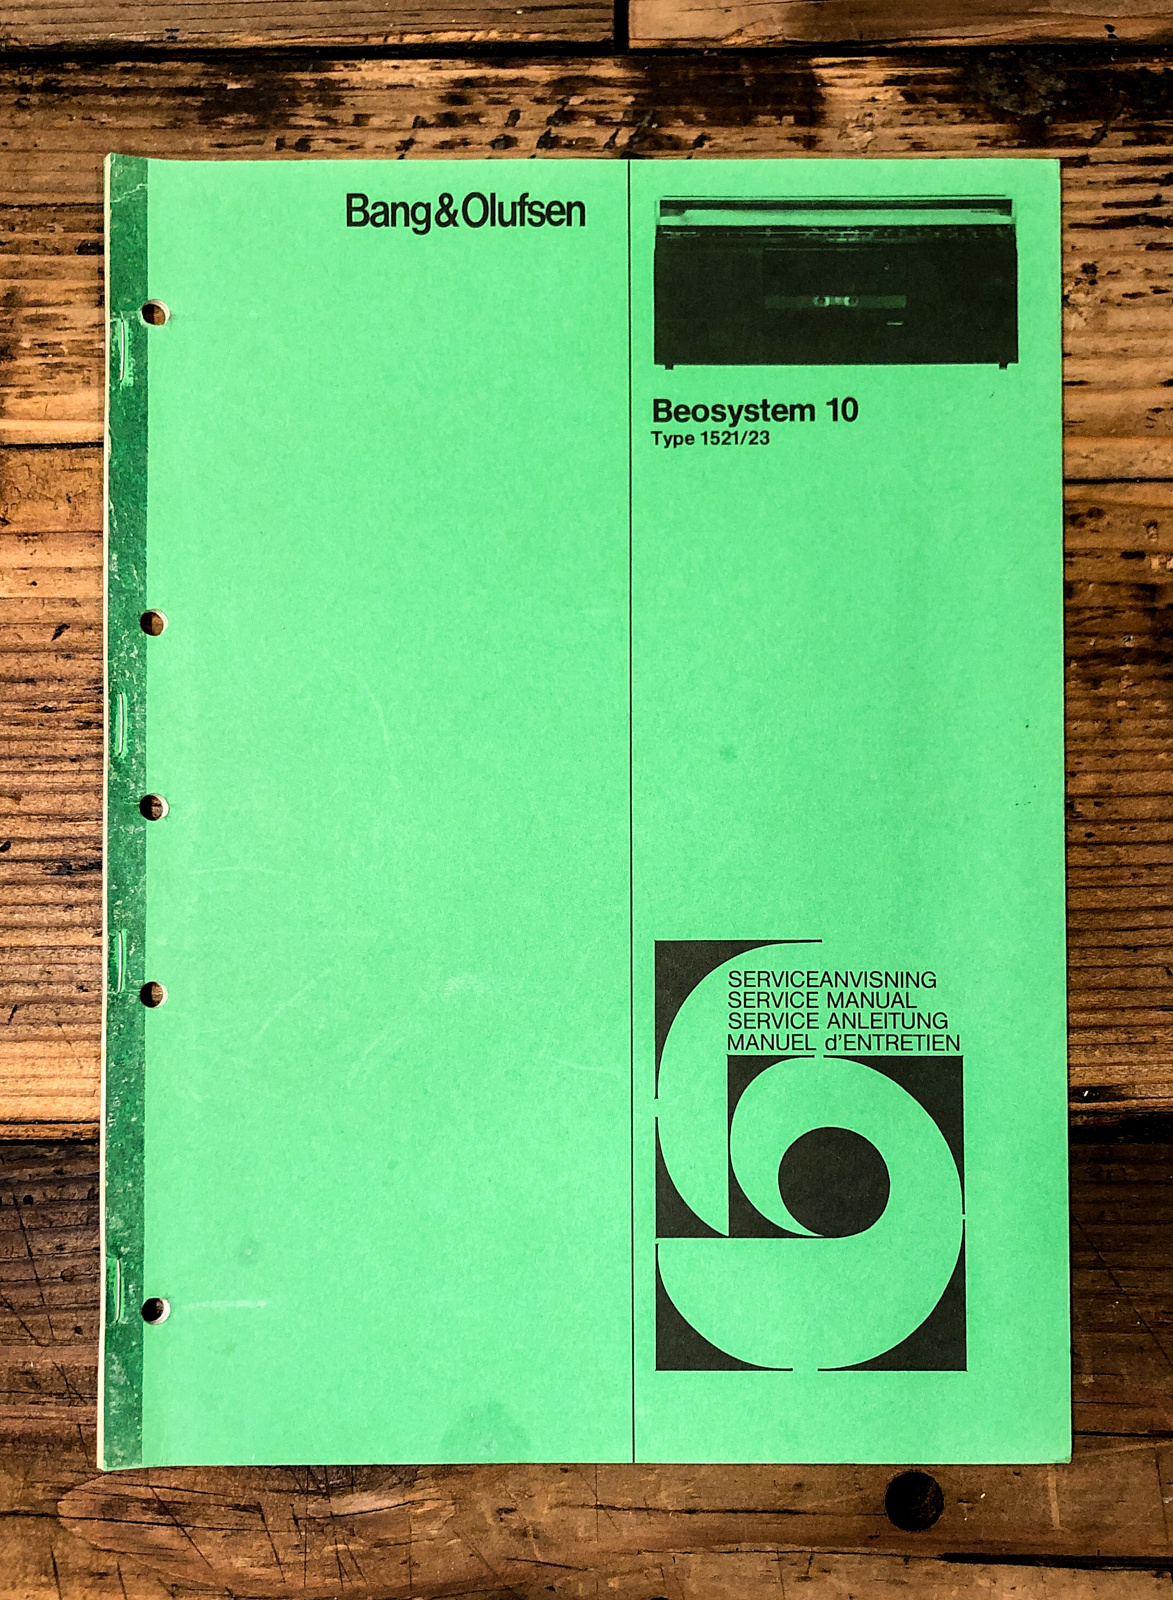 Bang&Olufsen
Beosystem 10
Type 1521/23
SERVICEANVISNING
SERVICE MANUAL
SERVICE ANLEITUNG
MANUEL d'ENTRETIEN